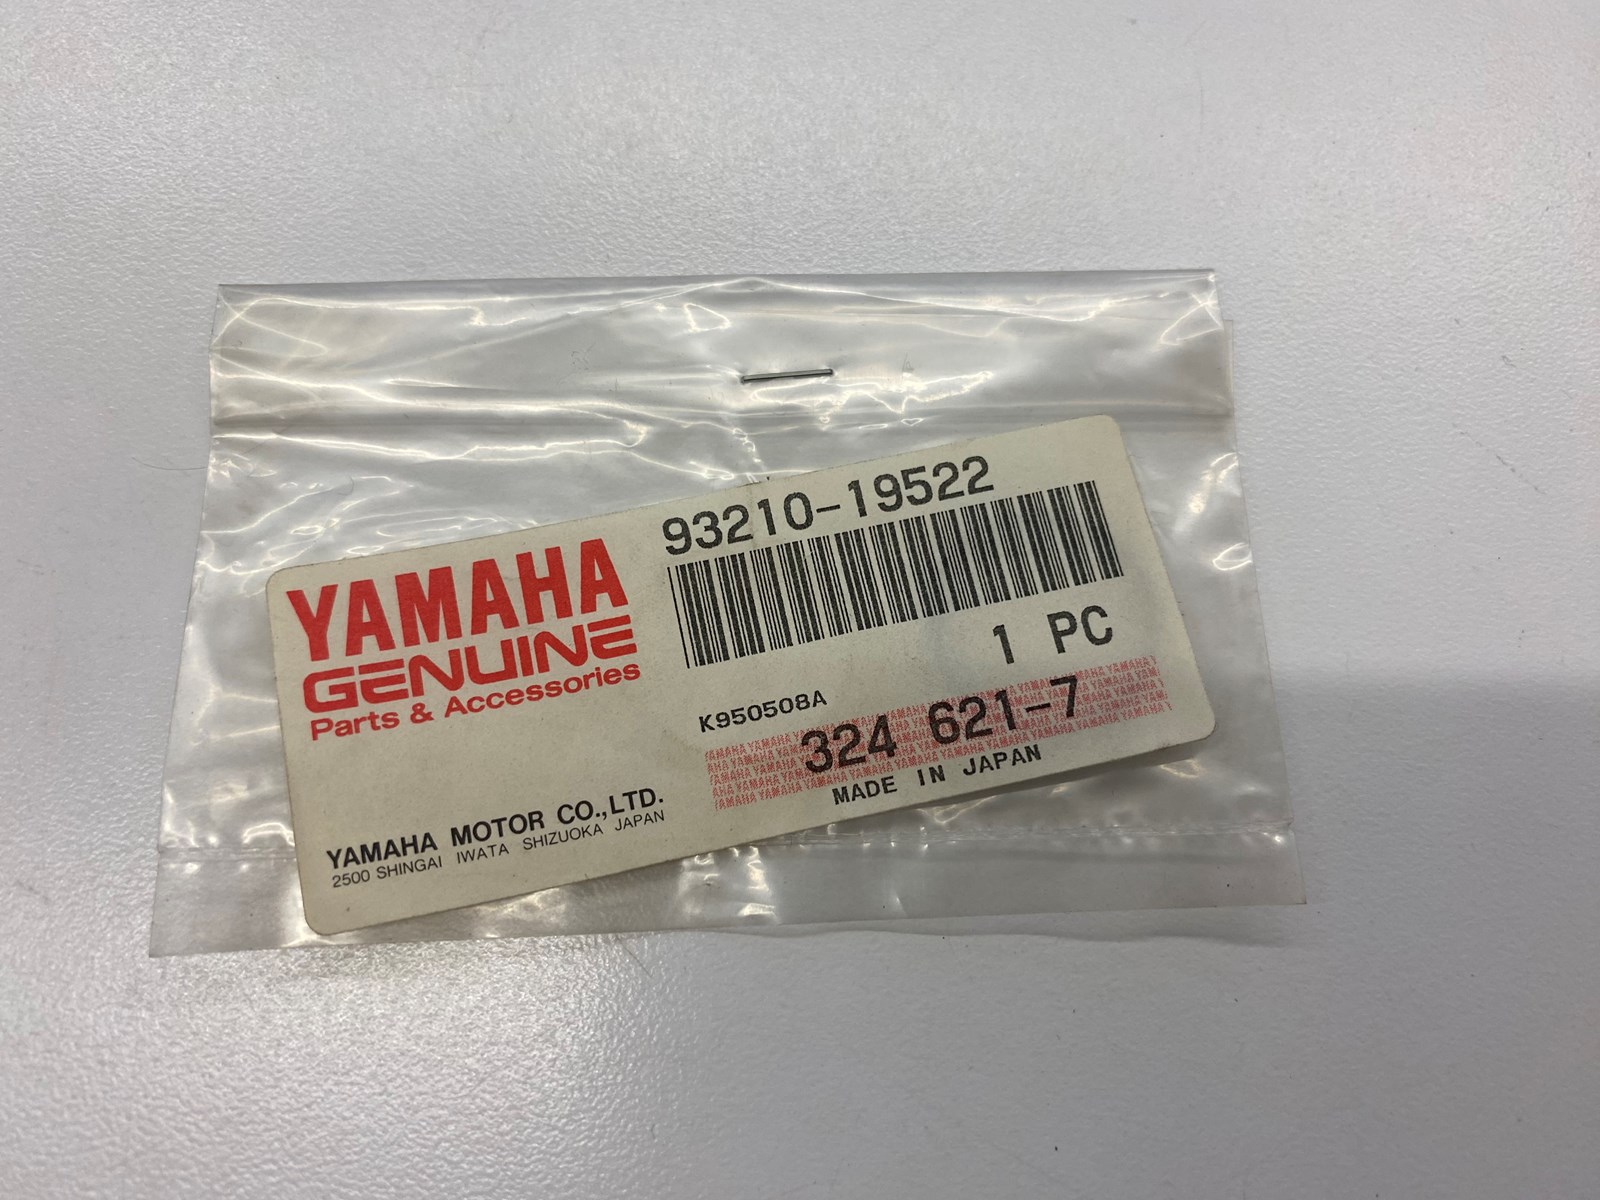 93210-19522
YAMAHA
GENUINE
Parts & Accessories
1 PC
K950508A
324 621-7
MADE IN JAPAN
YAMAHA MOTOR CO.,LTD.
2500 SHINGAI IWATA SHIZUOKA JAPAN